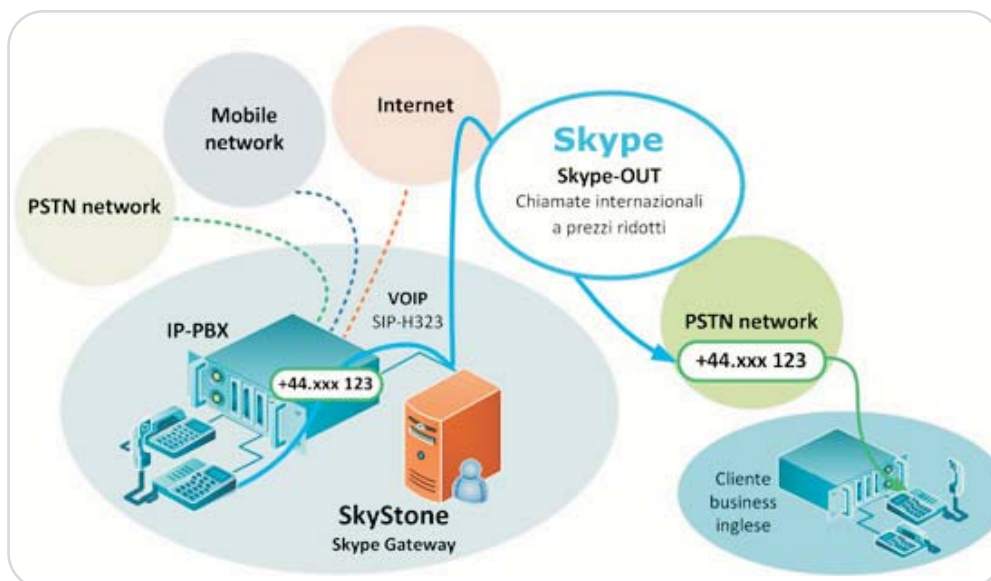 Internet
Mobile
network
PSTN network
Skype
Skype-OUT
Chiamate internazionali
a prezzi ridotti
VOIP
SIP-H323
IP-PBX
+44.xxx 123
PSTN network
+44.xxx 123
SkyStone
Skype Gateway
Cliente
business
inglese